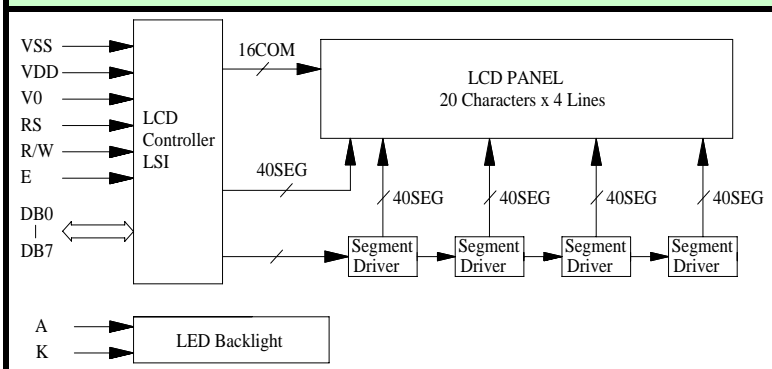 VSS
VDD
V0
RS
R/W
E
DB0
|
DB7
LCD
Controller
LSI
16COM
LCD PANEL
20 Characters x 4 Lines
40SEG
40SEG
40SEG
40SEG
40SEG
Segment
Driver
Segment
Driver
Segment
Driver
Segment
Driver
A
K
LED Backlight